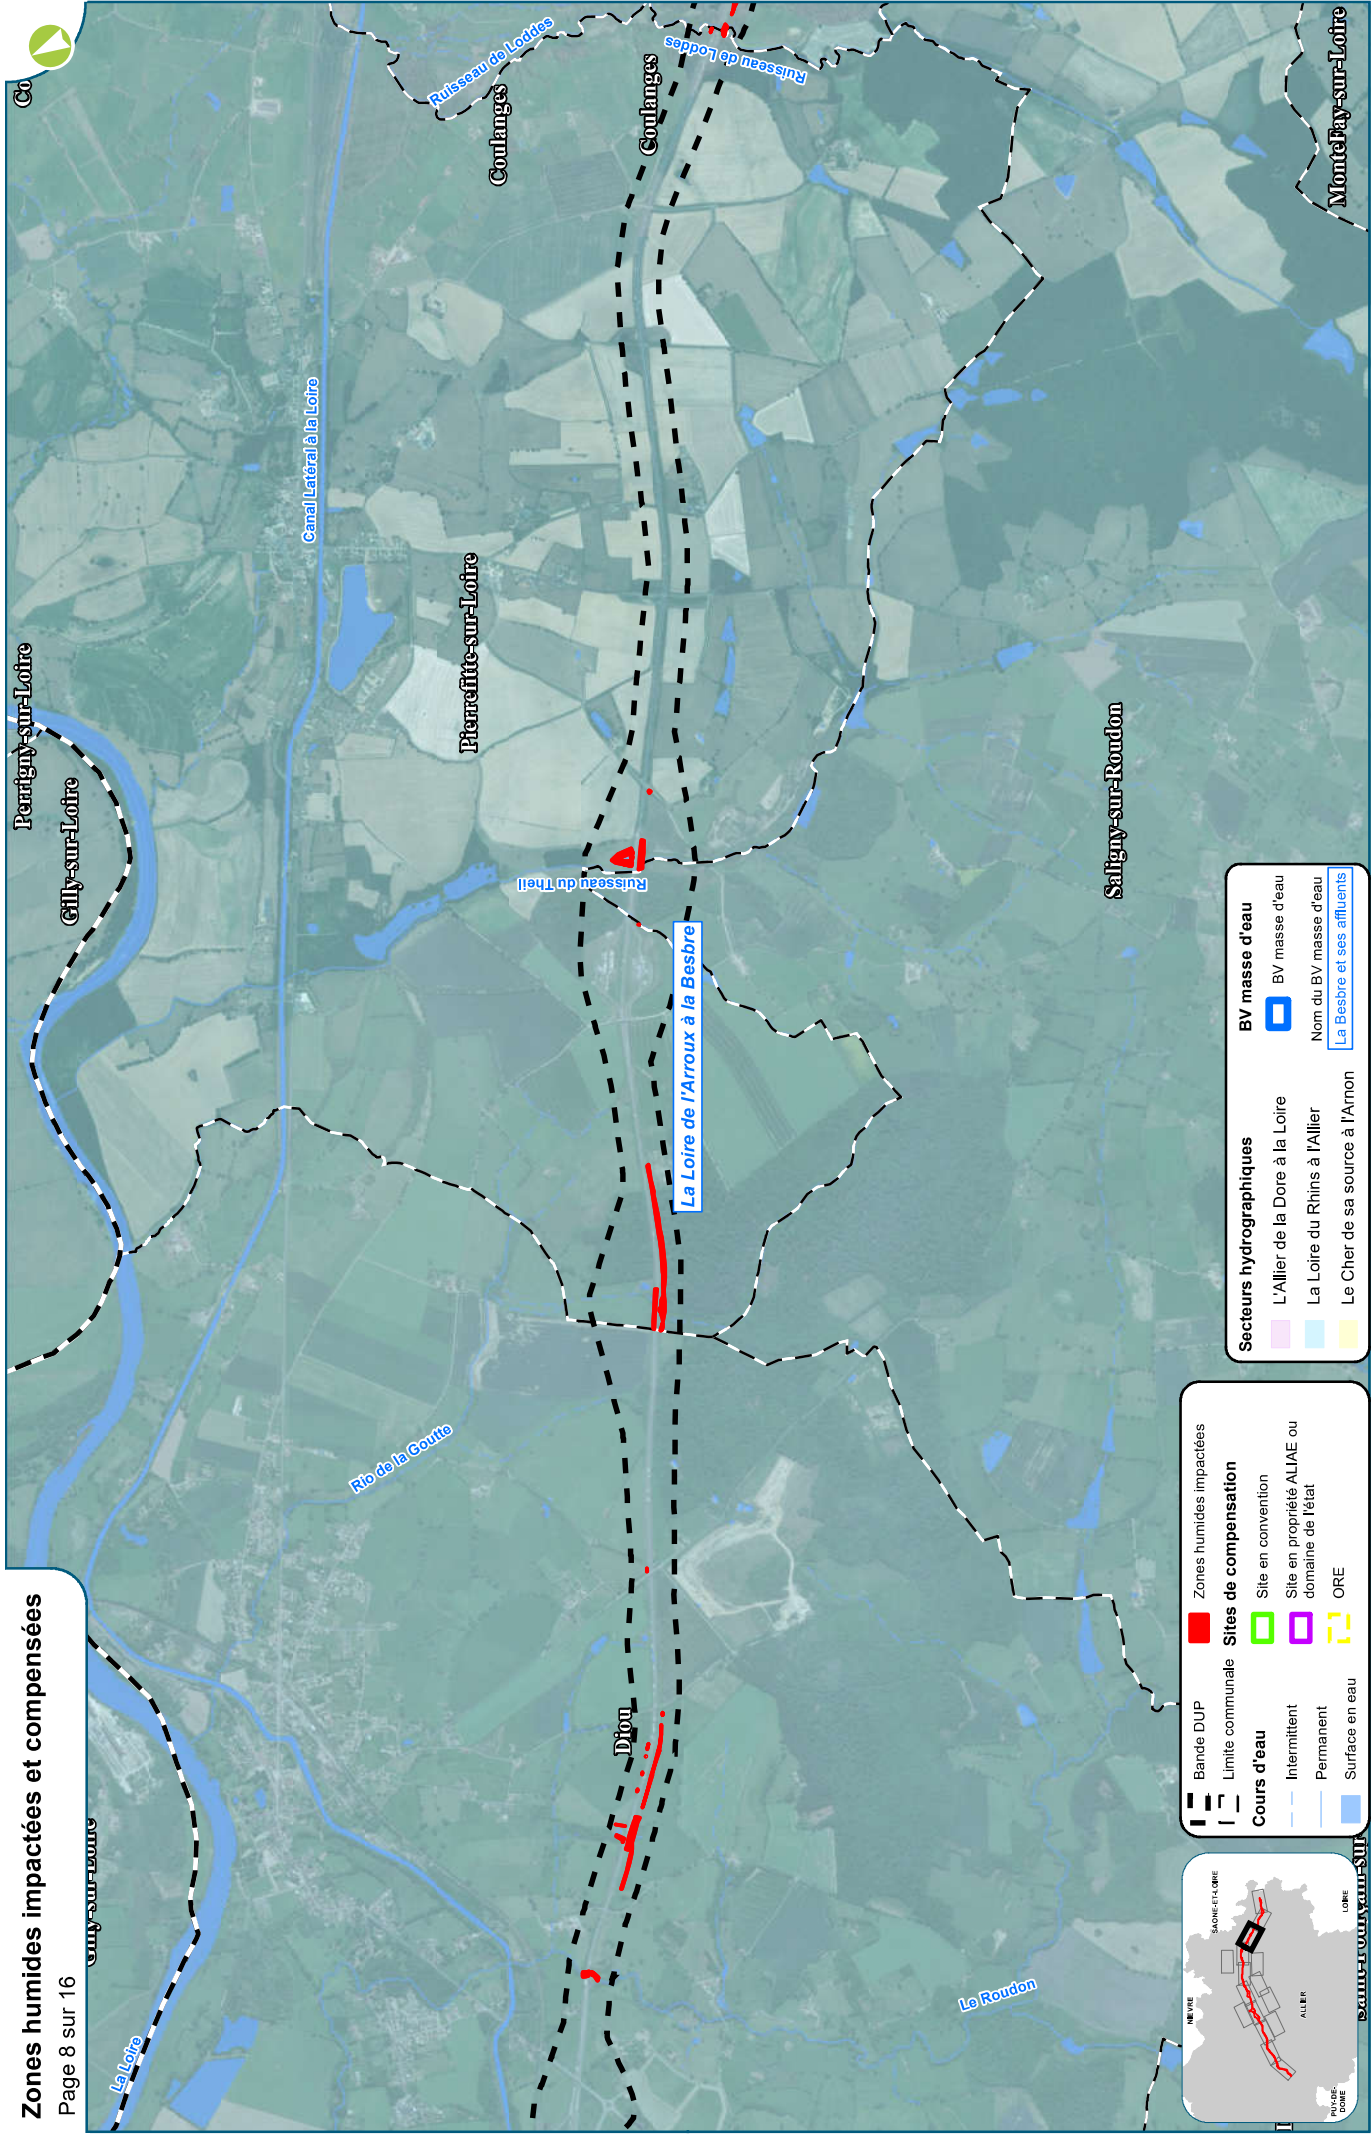 Zones humides impactées et compensées
Page 8 sur 16
Co
Perrigny-sur-Loire
Gilly-sur-Loire
La Loire
Canal Latéral à la Loire
Ruisseau de Loddes
Coulanges
Coulanges
Ruisseau de Loddes
MonteFay-sur-Loire
Pierrefitte-sur-Loire
Rio de la Goutte
Ruisseau du Theil
La Loire de l'Arroux à la Besbre
Diou
Saligny-sur-Roudon
Le Roudon
NIEVRE
SAONE-ET-LOIRE
ALLIER
LOIRE
PUY-DE-
DOME
Bande DUP
Limite communale
Cours d'eau
Intermittent
Permanent
Surface en eau
Zones humides impactées
Sites de compensation
Site en convention
Site en propriété ALIAE ou
domaine de l'état
ORE
Secteurs hydrographiques
L'Allier de la Dore à la Loire
La Loire du Rhins à l'Allier
Le Cher de sa source à l'Arnon
BV masse d'eau
BV masse d'eau
Nom du BV masse d'eau
La Besbre et ses affluents